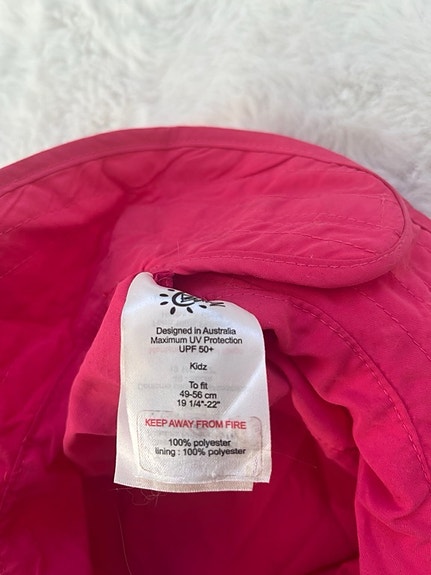 Designed in Australia
Maximum UV Protection
UPF 50+
Kidz
To fit
49-56 cm
19 1/4"-22"
KEEP AWAY FROM FIRE
100% polyester
lining : 100% polyester